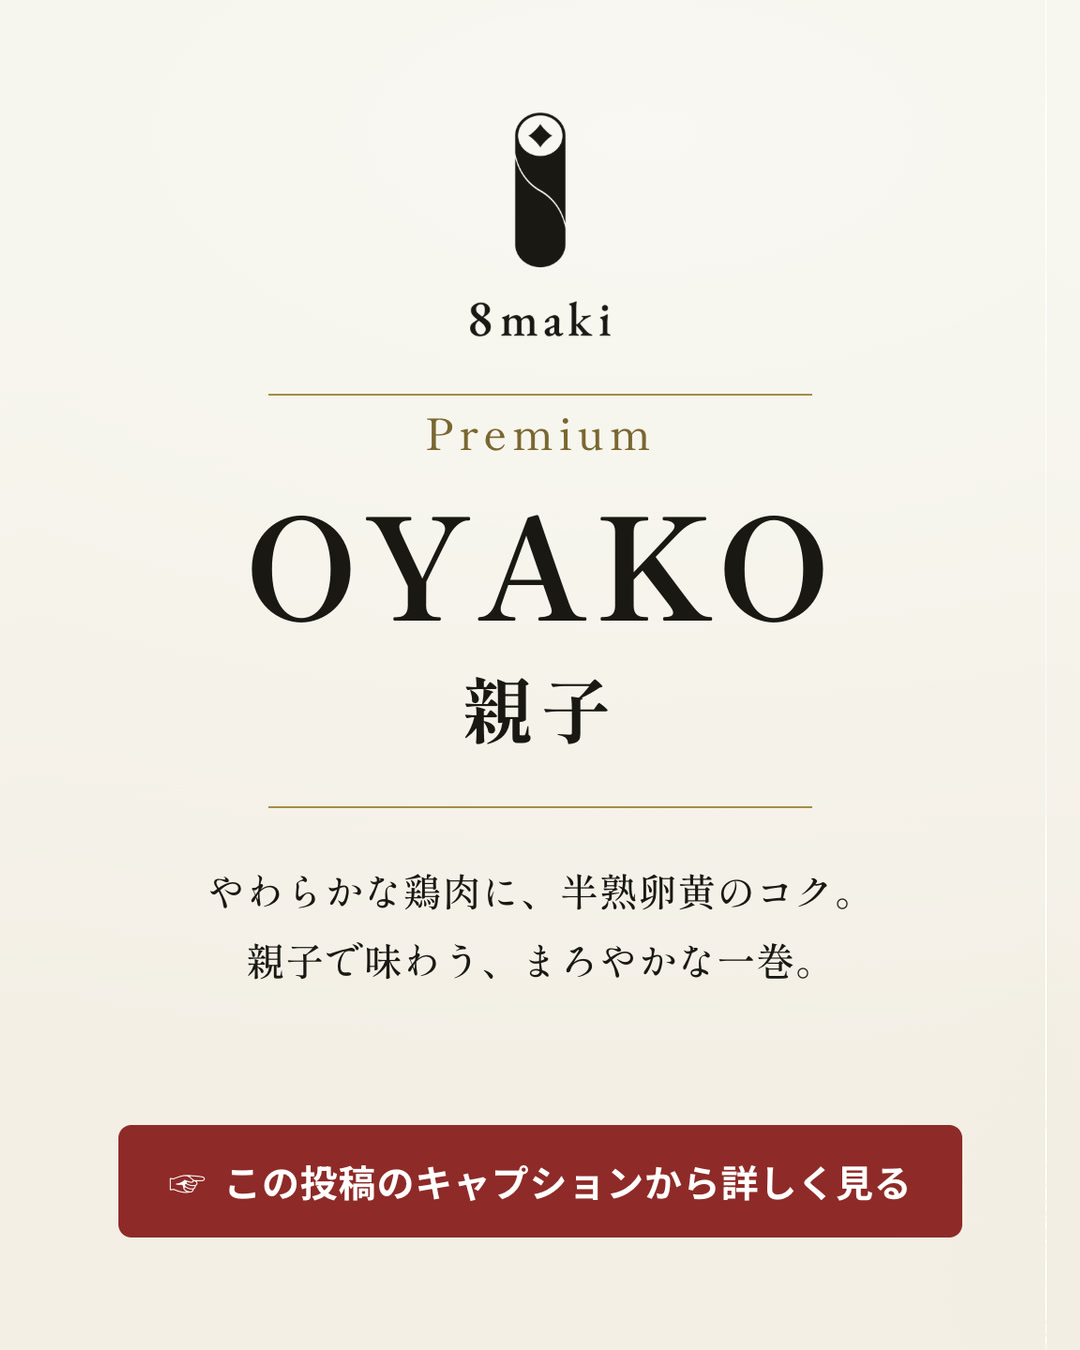 8maki
Premium
OYAKO
親子
やわらかな鶏肉に、半熟卵黄のコク。
親子で味わう、まろやかな一巻。
☞ この投稿のキャプションから詳しく見る